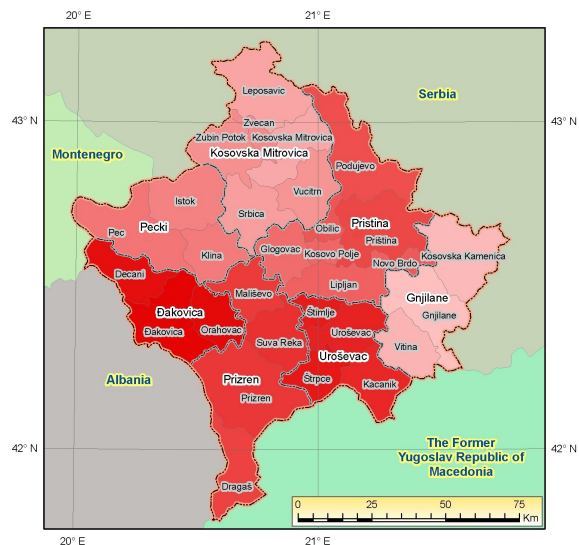 20° E
21° E
Leposavic
Serbia
43° N
43° N
Zvecan
Zubin Potok
Kosovska Mitrovica
Kosovska Mitrovica
Montenegro
Podujevo
Vucitrn
Istok
Srbica
Pristina
Pec
Pecki
Obilic
Priština
Glogovac
Kosovo Polje
Klina
Novo Brdo
Kosovska Kamenica
Decani
Lipljan
Mališevo
Gnjilane
Đakovica
Štimlje
Gnjilane
Đakovica
Orahovac
Uroševac
Suva Reka
Vitina
Uroševac
Albania
Prizren
Štrpce
Kacanik
Prizren
42° N
42° N
The Former
Yugoslav Republic of
Macedonia
Dragaš
0 25 50 75
Km
20° E
21° E